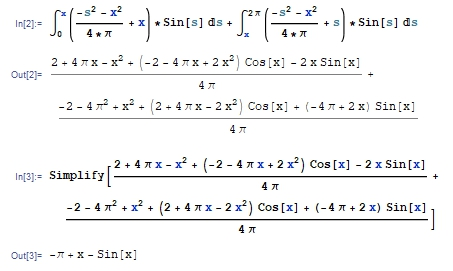 In[2]:= ∫₀ˣ ((-s² - x²)/(4 * π) + x) * Sin[s] ⅆs + ∫ₓ²π ((-s² - x²)/(4 * π) + s) * Sin[s] ⅆs
Out[2]= (2 + 4 π x - x² + (-2 - 4 π x + 2 x²) Cos[x] - 2 x Sin[x])/(4 π) +
(-2 - 4 π² + x² + (2 + 4 π x - 2 x²) Cos[x] + (-4 π + 2 x) Sin[x])/(4 π)
In[3]:= Simplify[(2 + 4 π x - x² + (-2 - 4 π x + 2 x²) Cos[x] - 2 x Sin[x])/(4 π) +
(-2 - 4 π² + x² + (2 + 4 π x - 2 x²) Cos[x] + (-4 π + 2 x) Sin[x])/(4 π)]
Out[3]= -π + x - Sin[x]